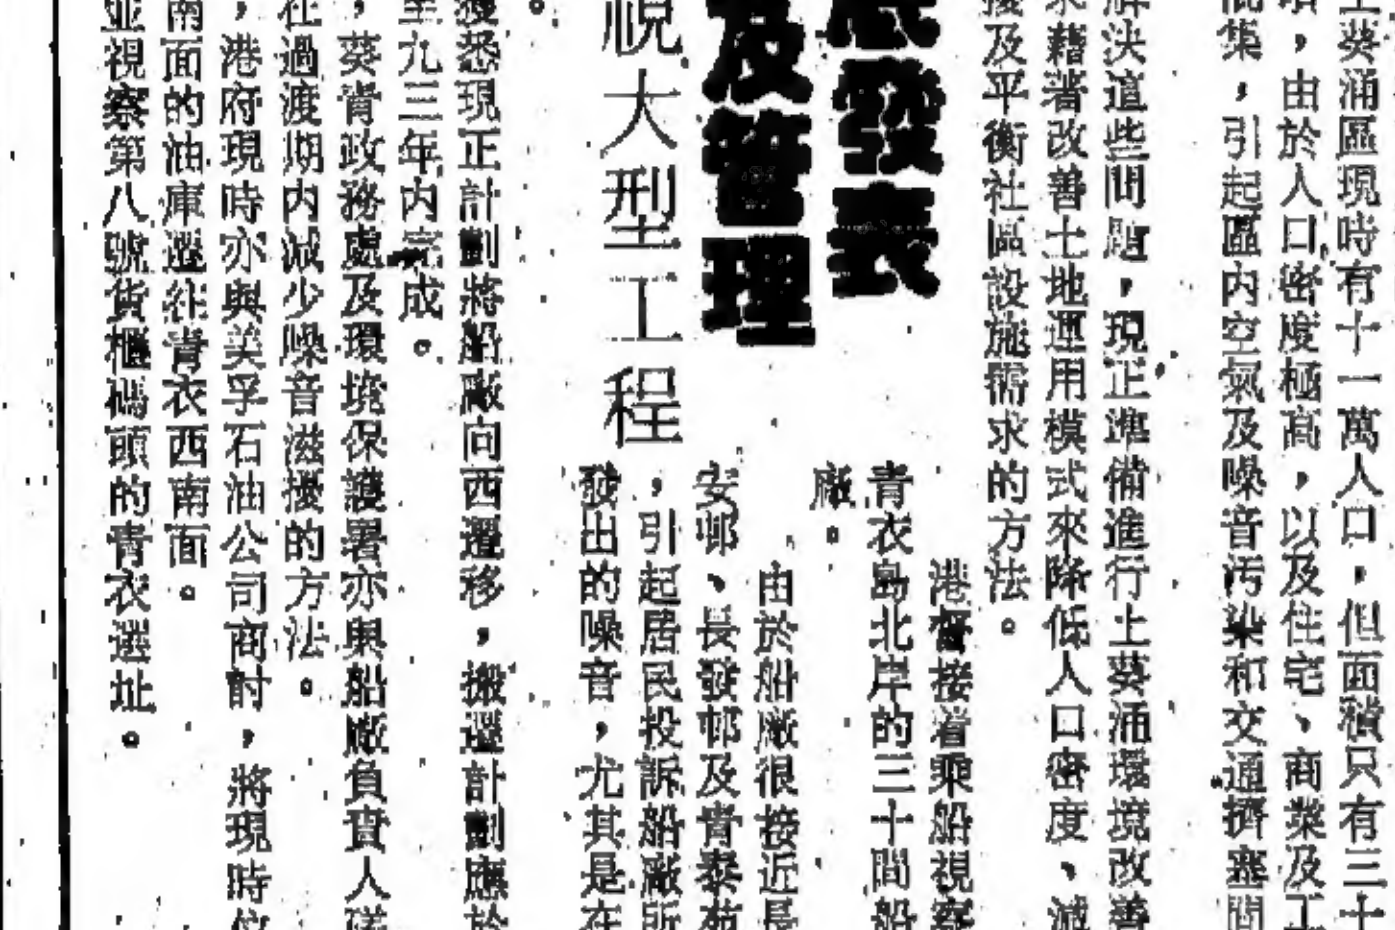 上葵涌區現時有十一萬人口，但面積只有三十
頃，由於人口密度極高，以及住宅、商業及工
集，引起區內空氣及噪音污染和交通擠塞問
解決這些問題，現正準備進行上葵涌環境改善
求藉著改善土地運用模式來降低人口密度、減
援及平衡社區設施需求的方法。
底發表
及管理
視大型工程
港督接着乘船視察
青衣島北岸的三十間船
廠。
由於船廠很接近長
安邨、長發邨及青泰苑
，引起居民投訴船廠所
發出的噪音，尤其是在
。
獲悉現正計劃將船廠向西遷移，搬遷計劃應於
至九三年內完成。
，葵青政務處及環境保護署亦與船廠負責人磋
在過渡期內減少噪音滋擾的方法。
，港府現時亦與美孚石油公司商討，將現時位
南面的油庫遷往青衣西南面。
並視察第八號貨櫃碼頭的青衣選址。